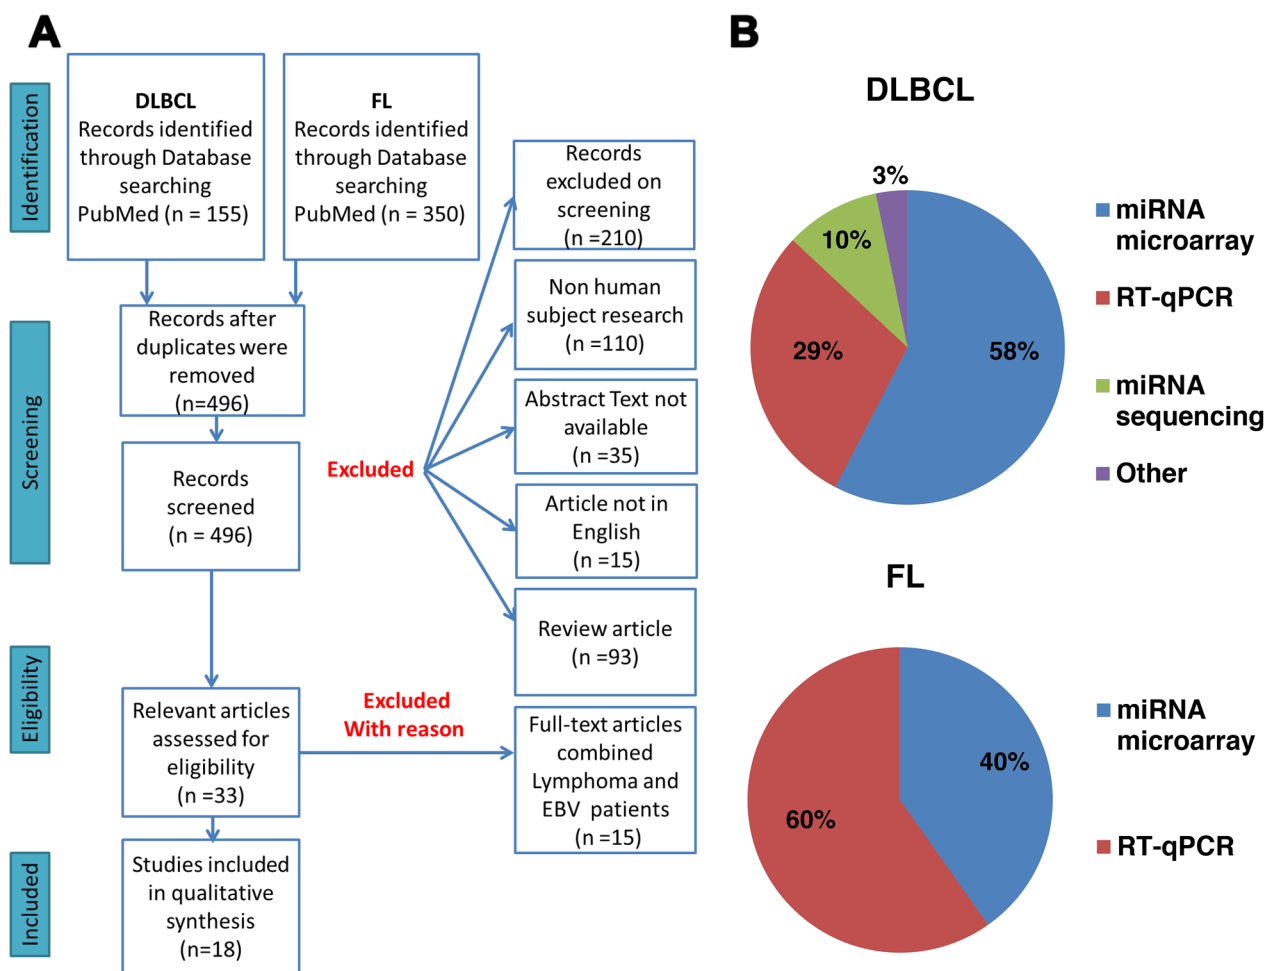 A
Identification
DLBCL
Records identified
through Database
searching
PubMed (n = 155)
FL
Records identified
through Database
searching
PubMed (n = 350)
Screening
Records after
duplicates were
removed
(n=496)
Records
screened
(n = 496)
Excluded
Records
excluded on
screening
(n =210)
Non human
subject research
(n =110)
Abstract Text not
available
(n =35)
Article not in
English
(n =15)
Review article
(n =93)
Eligibility
Relevant articles
assessed for
eligibility
(n =33)
Excluded
With reason
Full-text articles
combined
Lymphoma and
EBV patients
(n =15)
Included
Studies included
in qualitative
synthesis
(n=18)
B
DLBCL
3%
10%
29%
58%
miRNA
microarray
RT-qPCR
miRNA
sequencing
Other
FL
40%
60%
miRNA
microarray
RT-qPCR